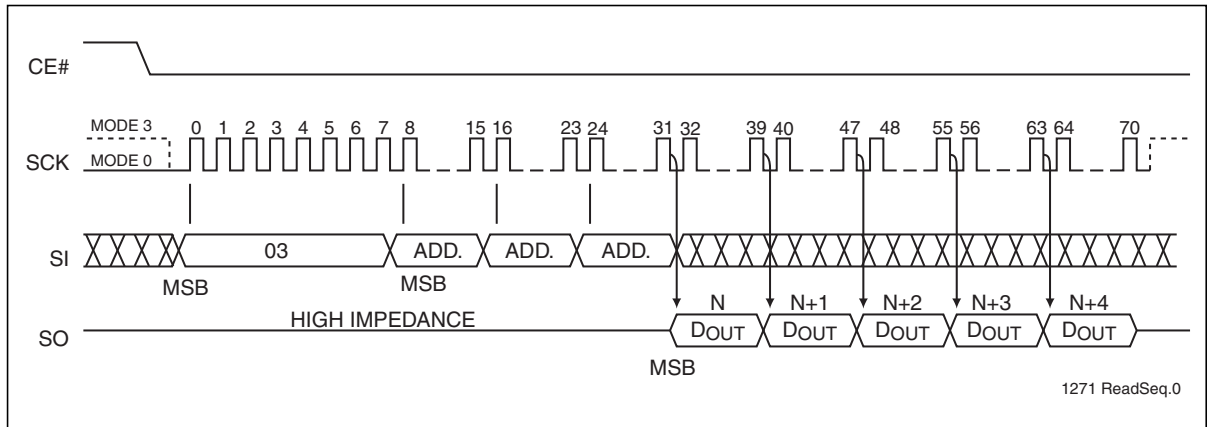 CE#
MODE 3
0 1 2 3 4 5 6 7 8 15 16 23 24 31 32 39 40 47 48 55 56 63 64 70
SCK
MODE 0
SI
03 ADD. ADD. ADD.
MSB MSB
N N+1 N+2 N+3 N+4
HIGH IMPEDANCE
SO
DOUT DOUT DOUT DOUT DOUT
MSB
1271 ReadSeq.0